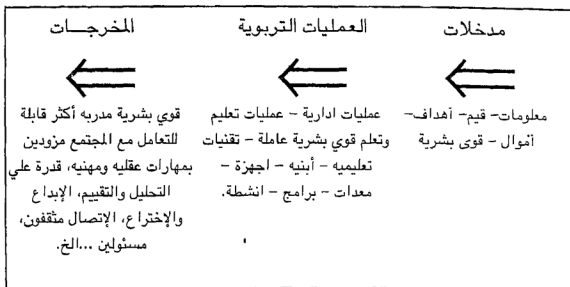 مدخلات
معلومات- قيم- أهداف-
أموال - قوى بشرية
العمليات التربوية
عمليات ادارية - عمليات تعليم
وتعلم قوي بشرية عاملة - تقنيات
تعليميه - أبنيه - اجهزة -
معدات - برامج - انشطة.
المخرجات
قوي بشرية مدربه أكثر قابلة
للتعامل مع المجتمع مزودين
بمهارات عقليه ومهنيه، قدرة علي
التحليل والتقييم، الإبداع
والإختراع، الإتصال مثقفون،
مسئولين ...الخ.